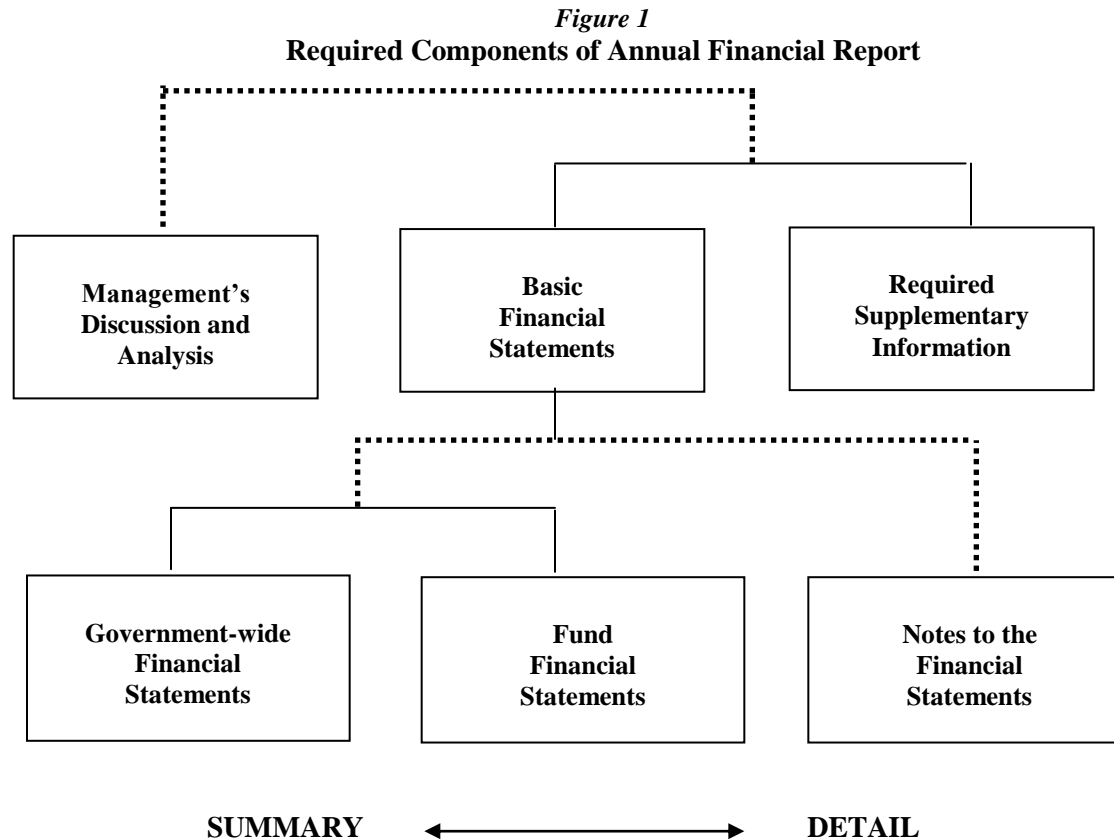 Figure 1
Required Components of Annual Financial Report
Management’s
Discussion and
Analysis
Basic
Financial
Statements
Required
Supplementary
Information
Government-wide
Financial
Statements
Fund
Financial
Statements
Notes to the
Financial
Statements
SUMMARY DETAIL